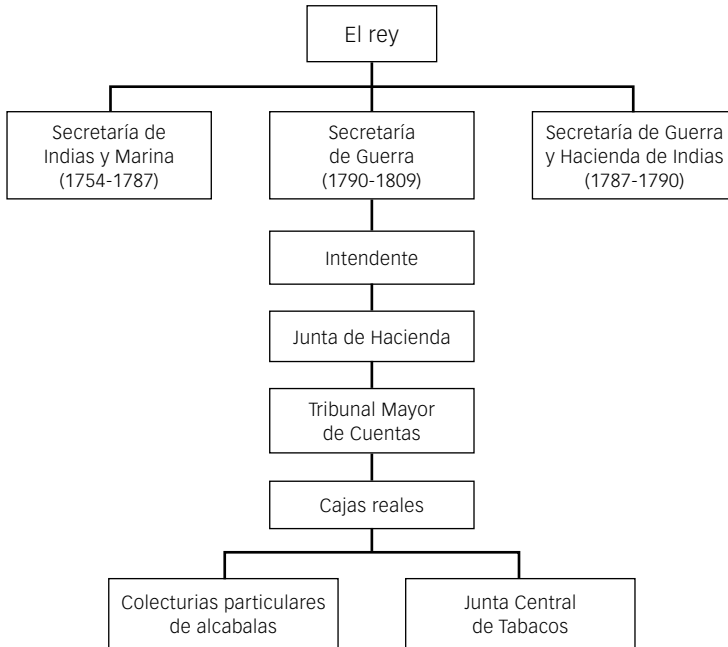 El rey
Secretaría de
Indias y Marina
(1754-1787)
Secretaría
de Guerra
(1790-1809)
Secretaría de Guerra
y Hacienda de Indias
(1787-1790)
Intendente
Junta de Hacienda
Tribunal Mayor
de Cuentas
Cajas reales
Colecturias particulares
de alcabalas
Junta Central
de Tabacos